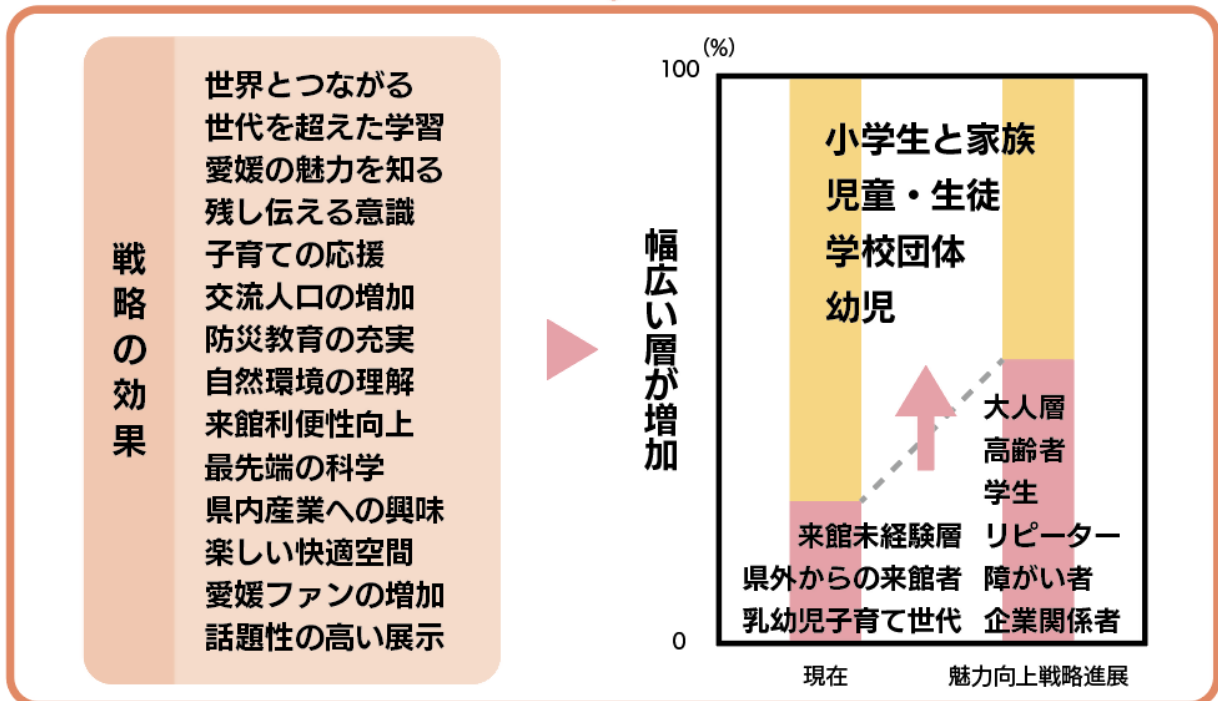 戦略の効果
世界とつながる
世代を超えた学習
愛媛の魅力を知る
残し伝える意識
子育ての応援
交流人口の増加
防災教育の充実
自然環境の理解
来館利便性向上
最先端の科学
県内産業への興味
楽しい快適空間
愛媛ファンの増加
話題性の高い展示
幅広い層が増加
(%)
100
0
小学生と家族
児童・生徒
学校団体
幼児
大人層
高齢者
学生
来館未経験層 リピーター
県外からの来館者 障がい者
乳幼児子育て世代 企業関係者
現在
魅力向上戦略進展